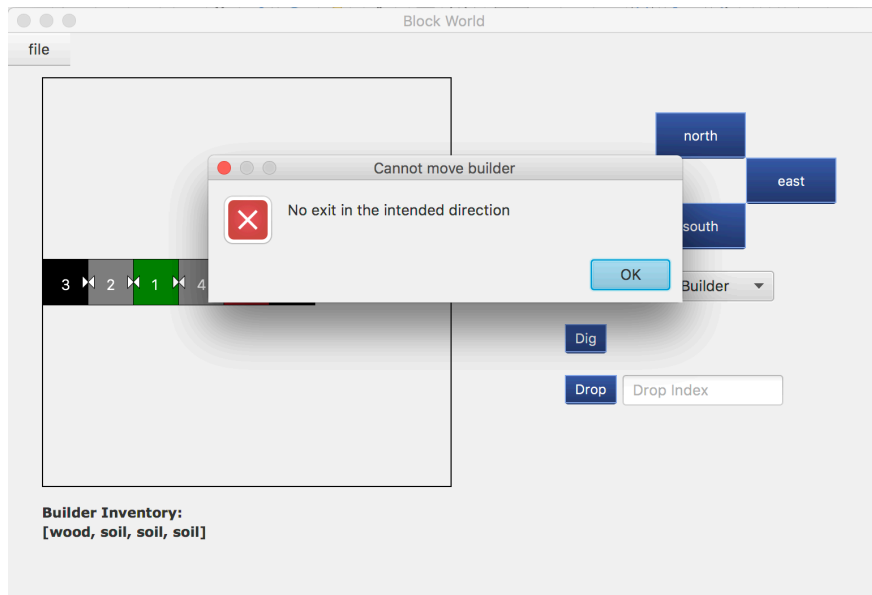 Block World
file
north
Cannot move builder
east
No exit in the intended direction
south
OK
3 2 1 4
Builder
Dig
Drop Drop Index
Builder Inventory:
[wood, soil, soil, soil]